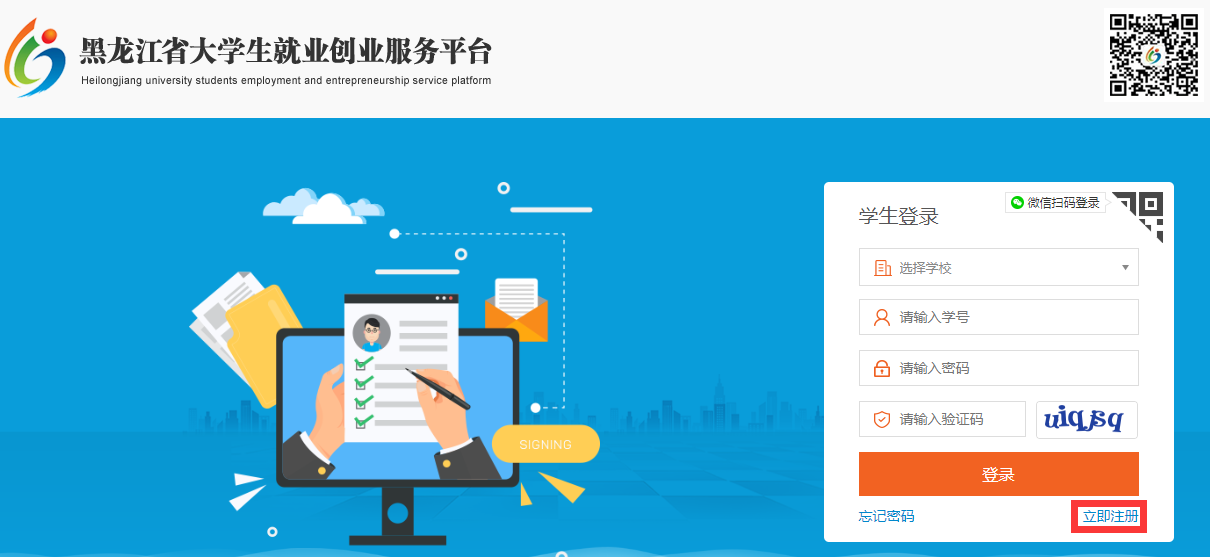 黑龙江省大学生就业创业服务平台
Heilongjiang university students employment and entrepreneurship service platform
微信扫码登录
学生登录
选择学校
请输入学号
请输入密码
请输入验证码
登录
忘记密码 立即注册
SIGNING